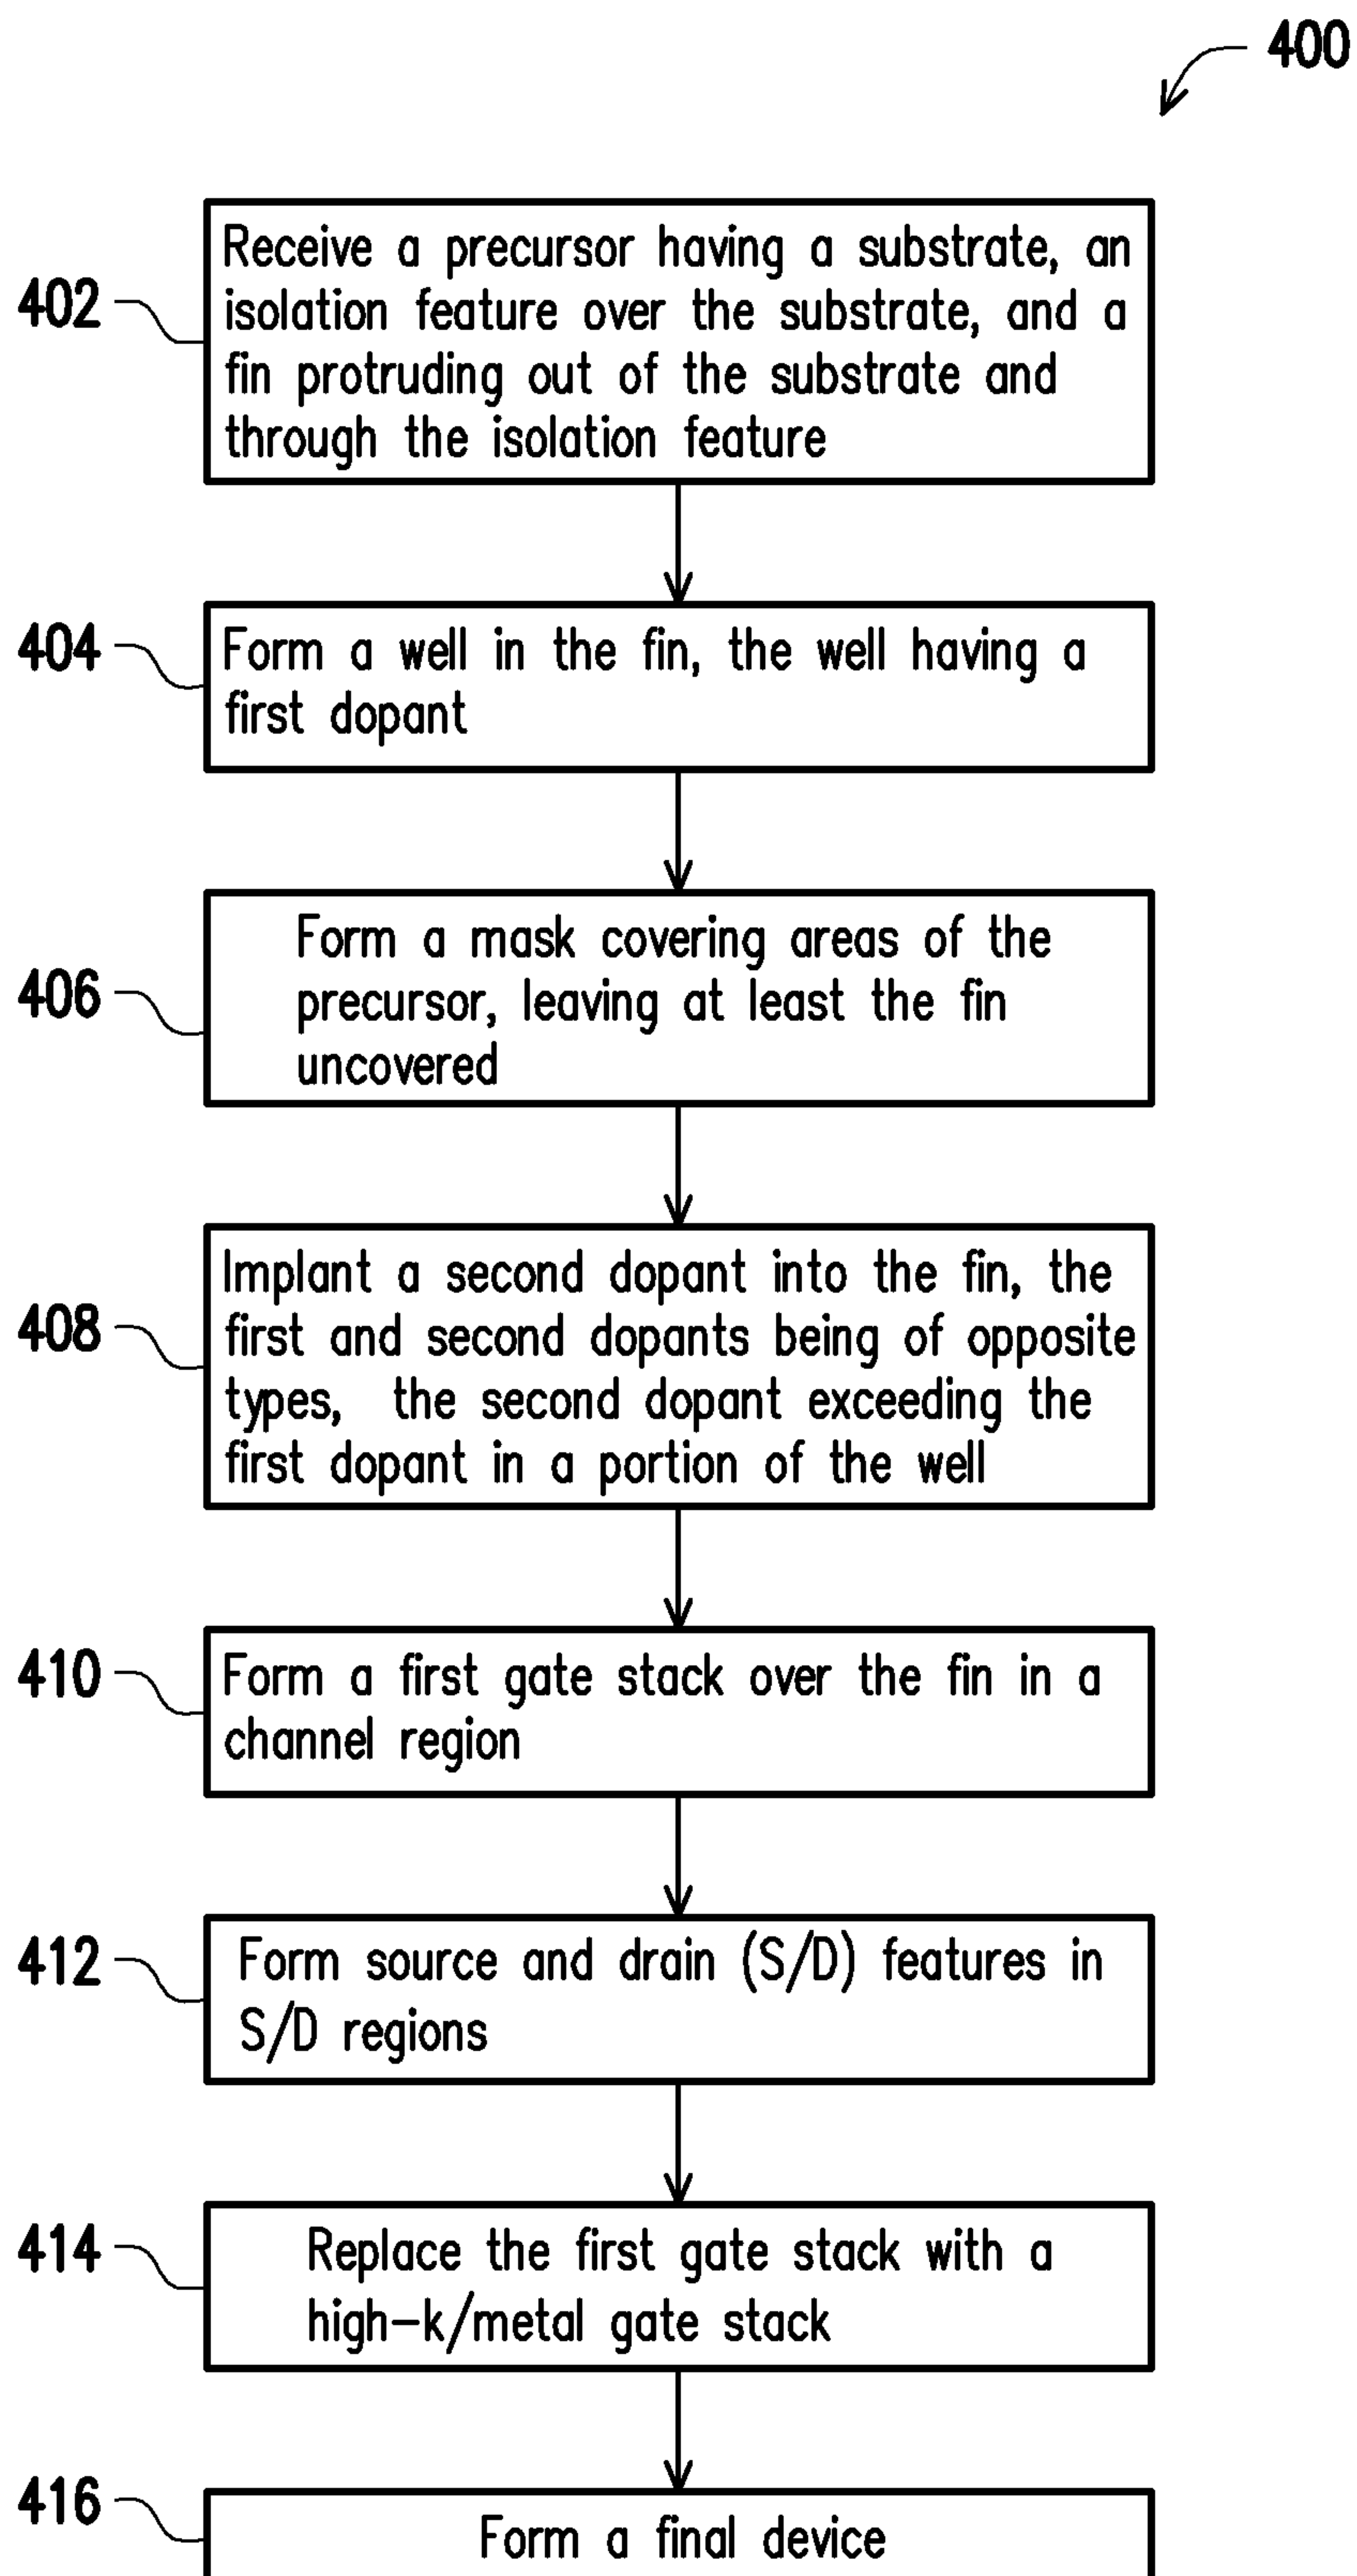 400
402
Receive a precursor having a substrate, an
isolation feature over the substrate, and a
fin protruding out of the substrate and
through the isolation feature
404
Form a well in the fin, the well having a
first dopant
406
Form a mask covering areas of the
precursor, leaving at least the fin
uncovered
408
Implant a second dopant into the fin, the
first and second dopants being of opposite
types, the second dopant exceeding the
first dopant in a portion of the well
410
Form a first gate stack over the fin in a
channel region
412
Form source and drain (S/D) features in
S/D regions
414
Replace the first gate stack with a
high-k/metal gate stack
416
Form a final device